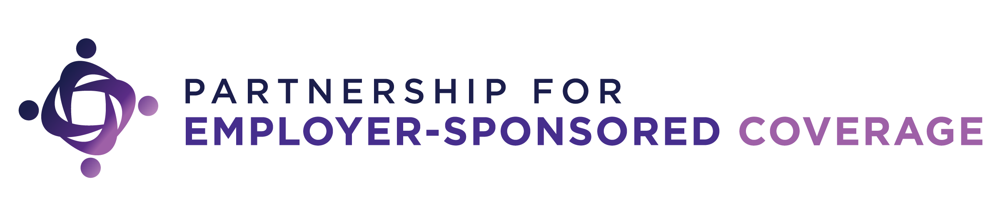 PARTNERSHIP FOR
EMPLOYER-SPONSORED COVERAGE